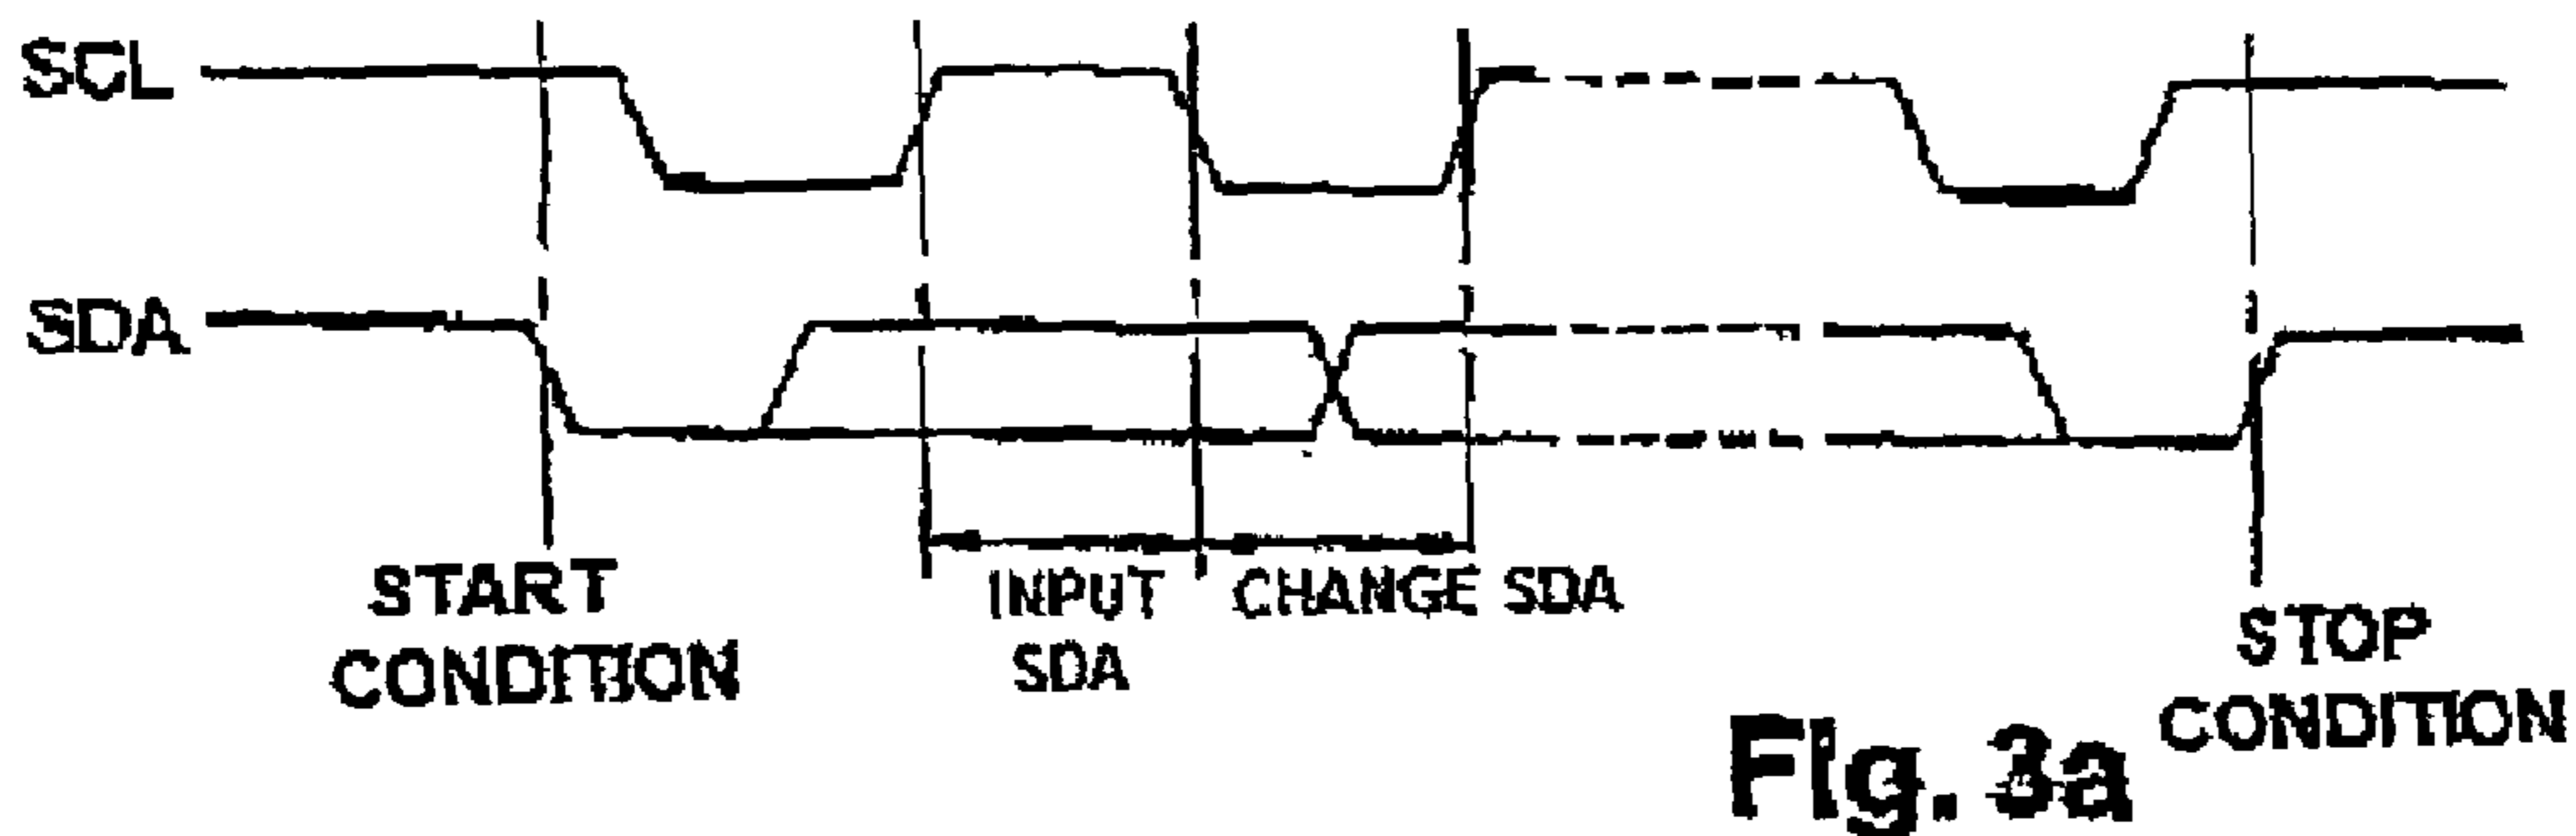 SCL
SDA
START
CONDITION
INPUT
SDA
CHANGE SDA
STOP
CONDITION
Fig. 3a